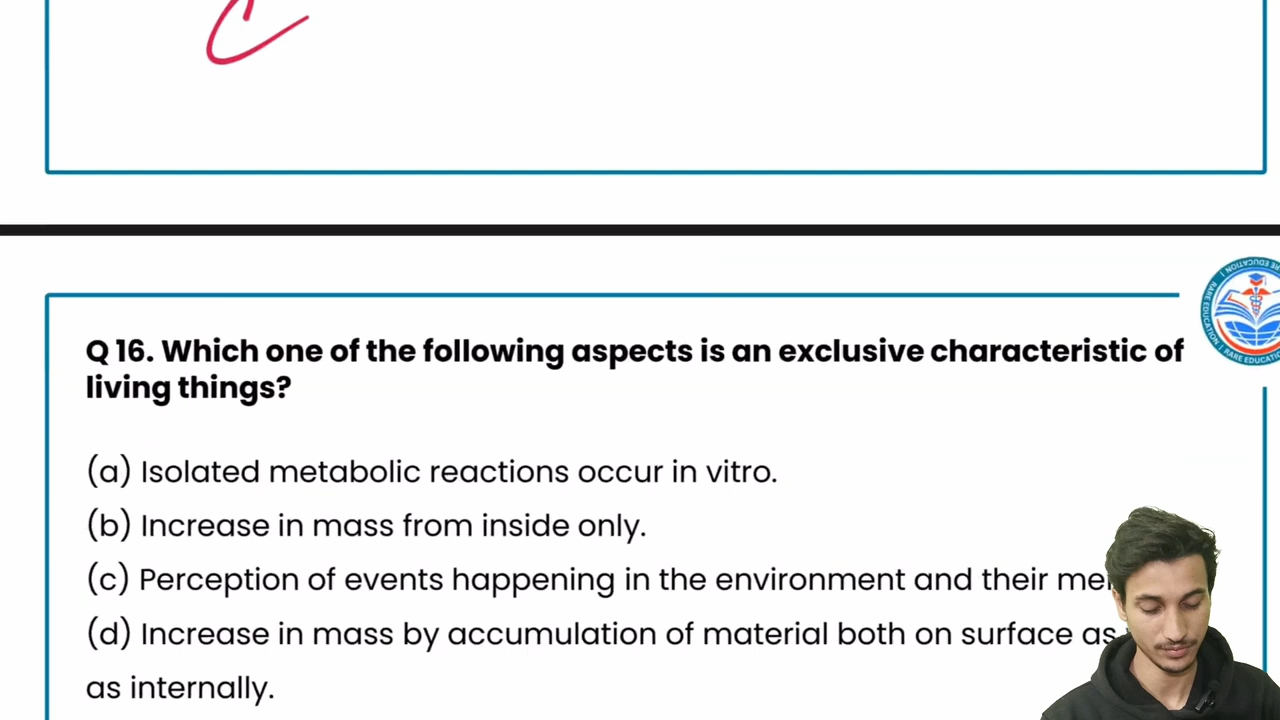 Q 16. Which one of the following aspects is an exclusive characteristic of
living things?
(a) Isolated metabolic reactions occur in vitro.
(b) Increase in mass from inside only.
(c) Perception of events happening in the environment and their
(d) Increase in mass by accumulation of material both on surface as
as internally.
RARE EDUCATION